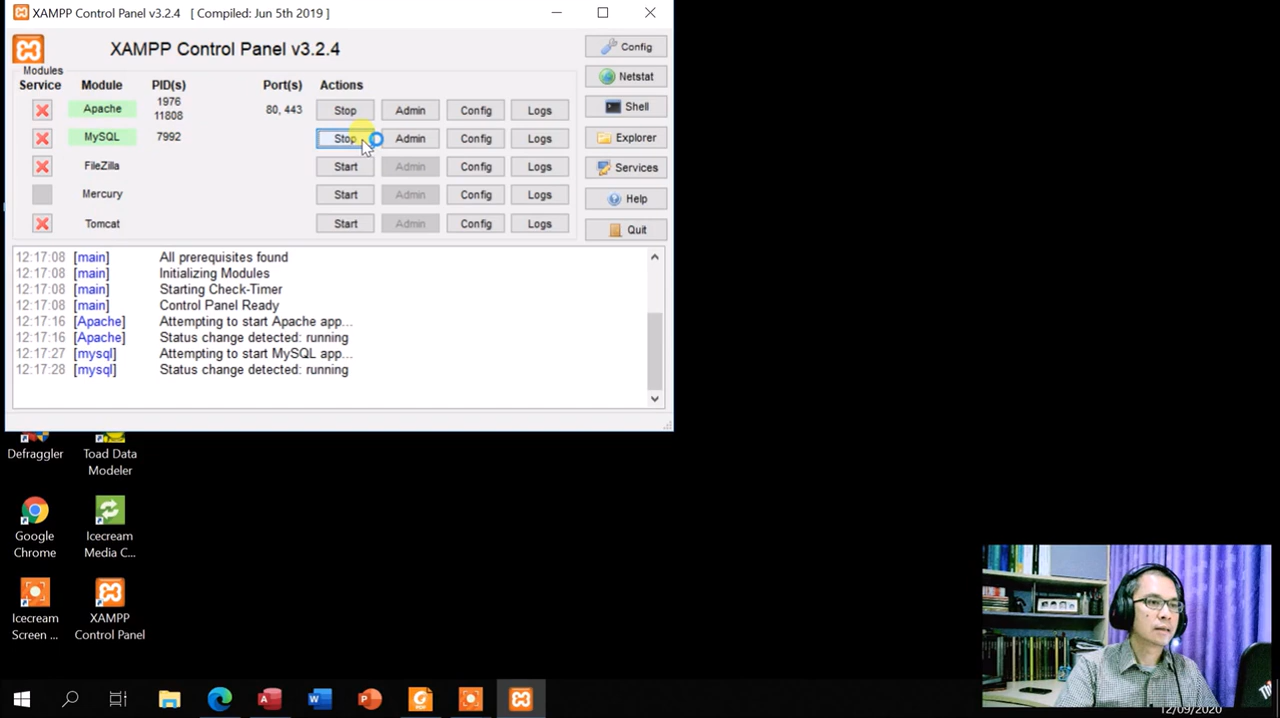 XAMPP Control Panel v3.2.4 [ Compiled: Jun 5th 2019 ]
XAMPP Control Panel v3.2.4
Config
Modules
Service Module PID(s) Port(s) Actions
Netstat
Apache 1976 11808 80, 443 Stop Admin Config Logs
Shell
MySQL 7992 Stop Admin Config Logs
Explorer
FileZilla Start Admin Config Logs
Services
Mercury Start Admin Config Logs
Help
Tomcat Start Admin Config Logs
Quit
12:17:08 [main] All prerequisites found
12:17:08 [main] Initializing Modules
12:17:08 [main] Starting Check-Timer
12:17:08 [main] Control Panel Ready
12:17:16 [Apache] Attempting to start Apache app...
12:17:16 [Apache] Status change detected: running
12:17:27 [mysql] Attempting to start MySQL app...
12:17:28 [mysql] Status change detected: running
Defraggler
Toad Data
Modeler
Google
Chrome
Icecream
Media C...
Icecream
Screen ...
XAMPP
Control Panel
12/09/2020